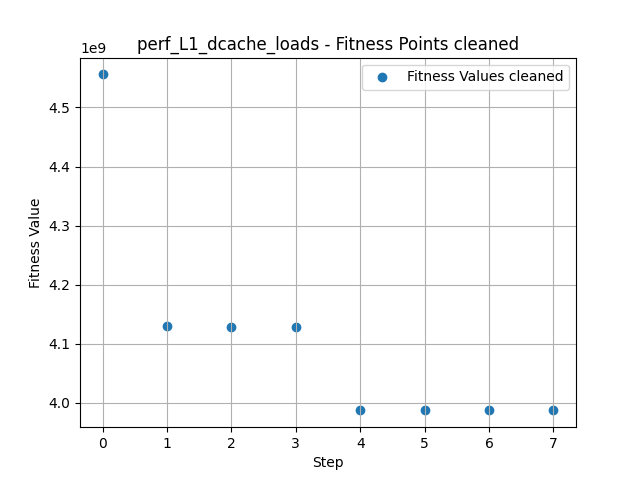 perf_L1_dcache_loads - Fitness Points cleaned
1e9
Fitness Values cleaned
4.5
4.4
4.3
4.2
4.1
4.0
Fitness Value
0 1 2 3 4 5 6 7
Step